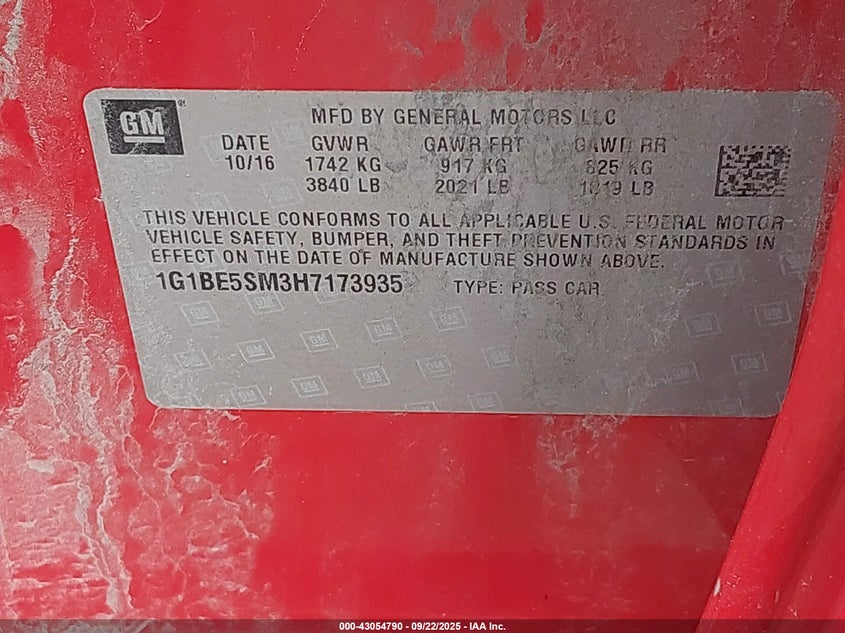 GM ®
MFD BY GENERAL MOTORS LLC
DATE GVWR GAWR FRT GAWR RR
10/16 1742 KG 917 KG 825 KG
3840 LB 2021 LB 1819 LB
THIS VEHICLE CONFORMS TO ALL APPLICABLE U.S. FEDERAL MOTOR
VEHICLE SAFETY, BUMPER, AND THEFT PREVENTION STANDARDS IN
EFFECT ON THE DATE OF MANUFACTURE SHOWN ABOVE.
1G1BE5SM3H7173935 TYPE: PASS CAR
000-43054790 - 09/22/2025 - IAA Inc.